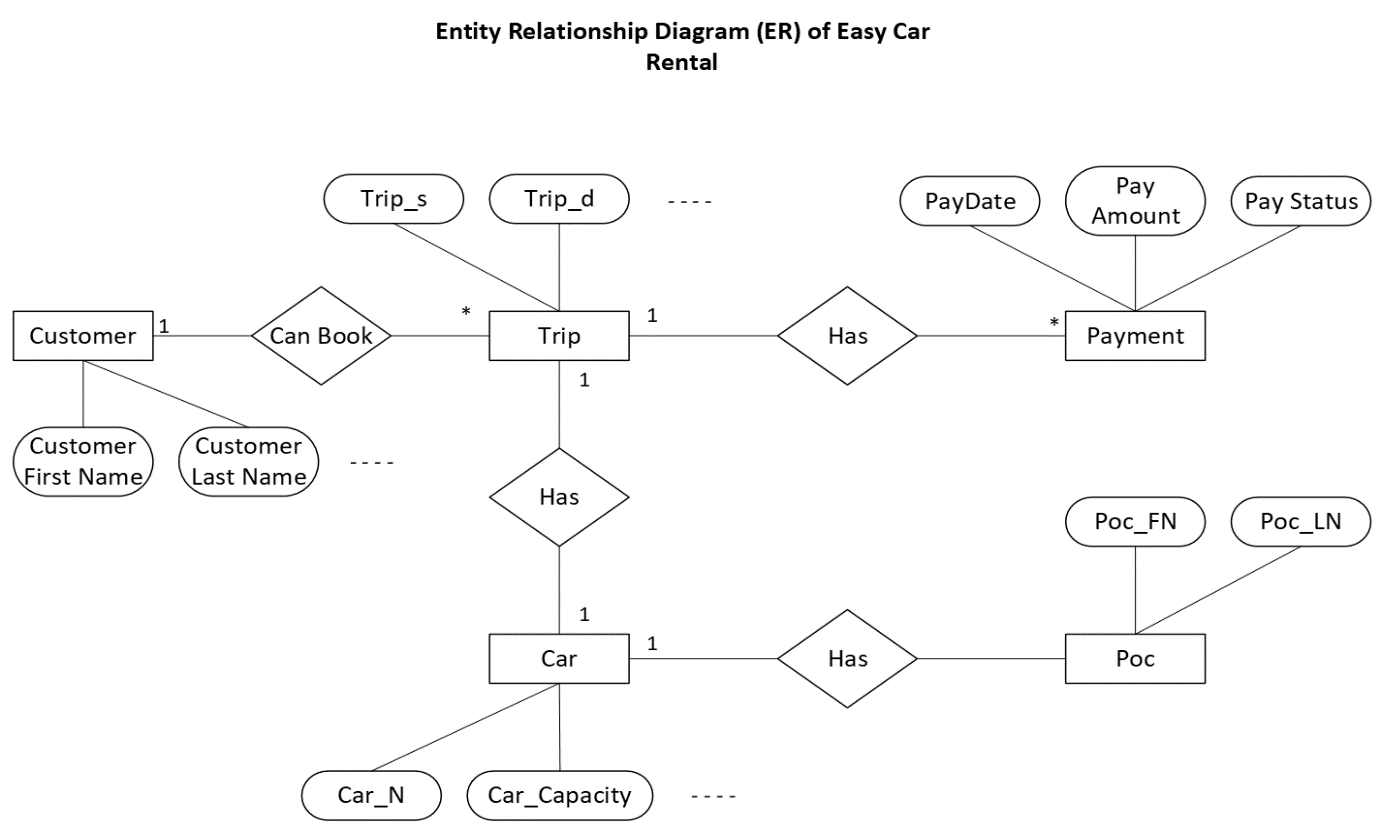 Entity Relationship Diagram (ER) of Easy Car
Rental
Trip_s
Trip_d
- - - -
PayDate
Pay
Amount
Pay Status
Customer
1
Can Book
*
Trip
1
Has
*
Payment
1
Customer
First Name
Customer
Last Name
- - - -
Has
Poc_FN
Poc_LN
1
Car
1
Has
Poc
Car_N
Car_Capacity
- - - -